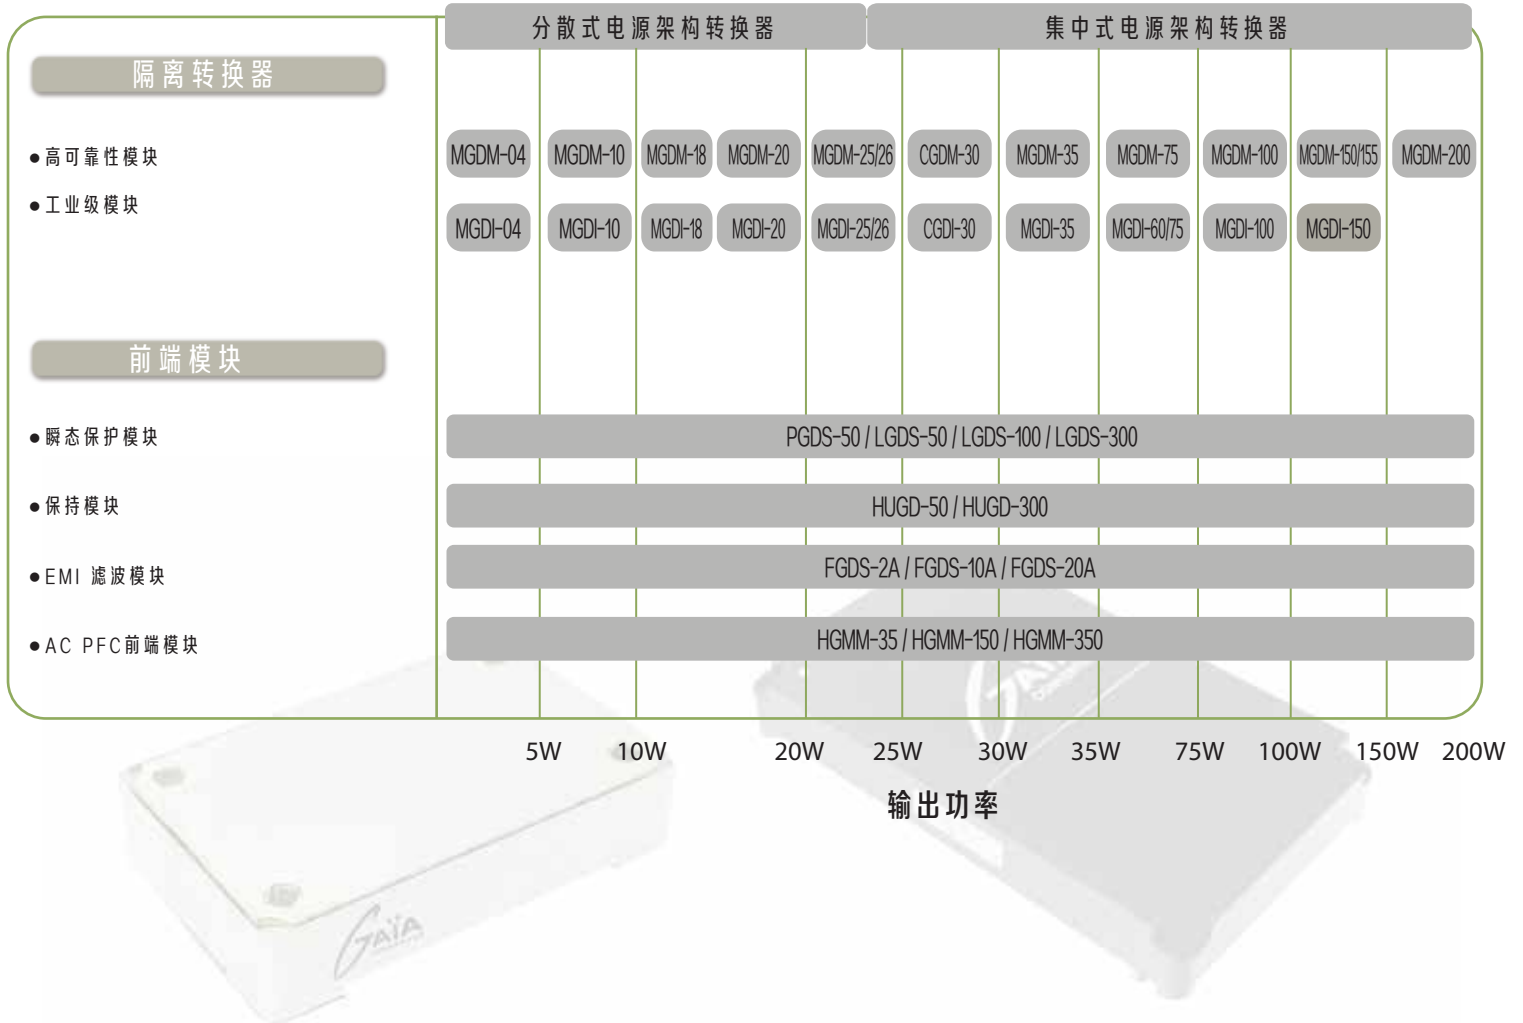 分散式电源架构转换器 集中式电源架构转换器
隔离转换器
●高可靠性模块 MGDM-04 MGDM-10 MGDM-18 MGDM-20 MGDM-25/26 CGDM-30 MGDM-35 MGDM-75 MGDM-100 MGDM-150/155 MGDM-200
●工业级模块
MGDI-04 MGDI-10 MGDI-18 MGDI-20 MGDI-25/26 CGDI-30 MGDI-35 MGDI-60/75 MGDI-100 MGDI-150
前端模块
●瞬态保护模块 PGDS-50 / LGDS-50 / LGDS-100 / LGDS-300
●保持模块 HUGD-50 / HUGD-300
●EMI 滤波模块 FGDS-2A / FGDS-10A / FGDS-20A
●AC PFC前端模块 HGMM-35 / HGMM-150 / HGMM-350
5W 10W 20W 25W 30W 35W 75W 100W 150W 200W
输出功率
GAÏA